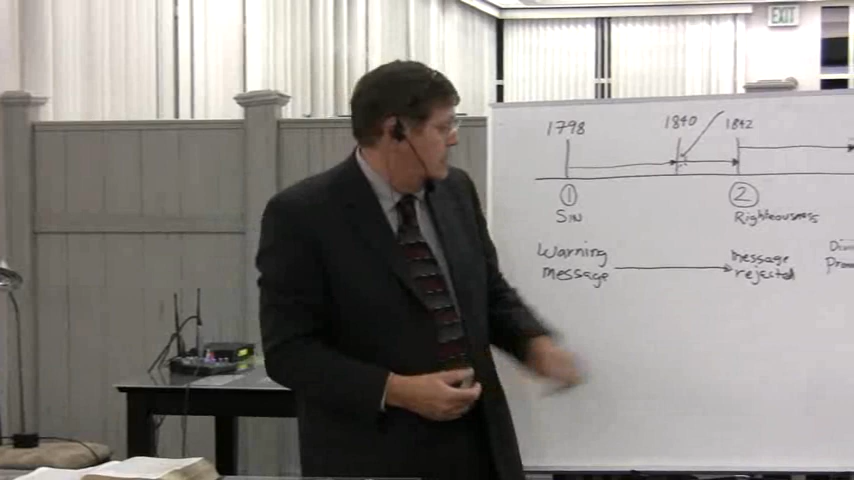 EXIT
1798 1840 1842
1 2
SIN Righteousness
Warning message
message rejected